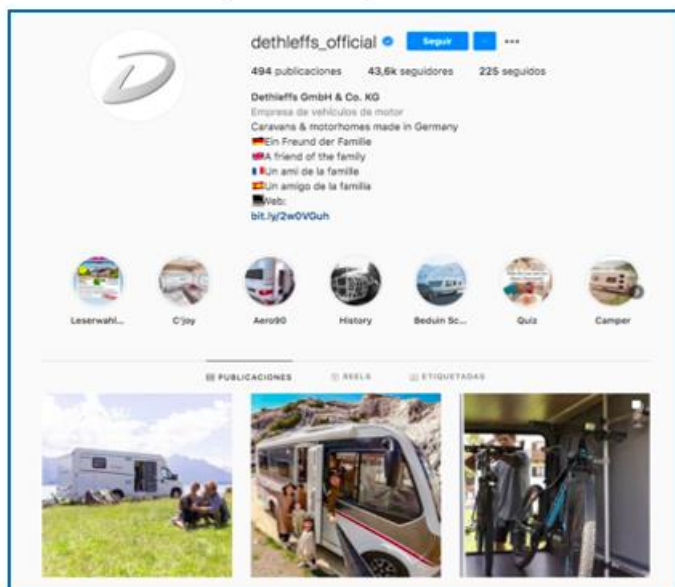 dethleffs_official Seguir
494 publicaciones 43,6k seguidores 225 seguidos
Dethleffs GmbH & Co. KG
Empresa de vehículos de motor
Caravans & motorhomes made in Germany
🇩🇪Ein Freund der Familie
🇬🇧A friend of the family
🇫🇷Un ami de la famille
🇪🇸Un amigo de la familia
💻Web:
bit.ly/2w0VGuh
Leserwahl... C'joy Aero90 History Beduin Sc... Quiz Camper
PUBLICACIONES REELS ETIQUETADAS